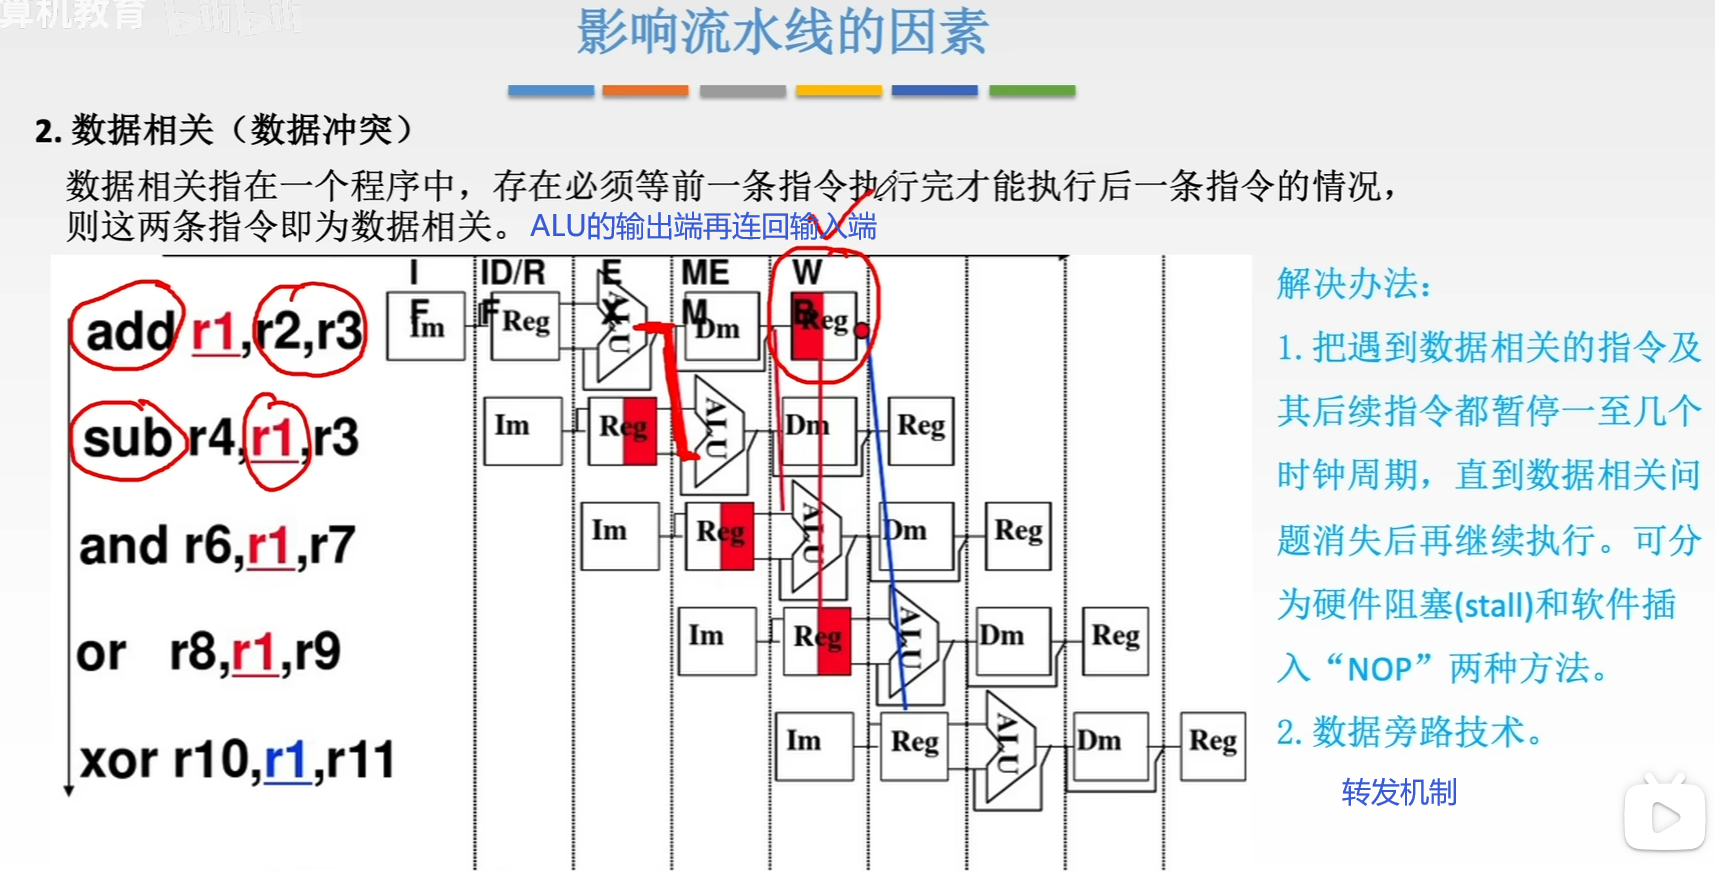 算机教育 bilibili
影响流水线的因素
2. 数据相关（数据冲突）
数据相关指在一个程序中，存在必须等前一条指令执行完才能执行后一条指令的情况，
则这两条指令即为数据相关。 ALU的输出端再连回输入端
IF ID/RF EX MEM WB
add r1,r2,r3 Im Reg ALU Dm Reg
sub r4,r1,r3 Im Reg ALU Dm Reg
and r6,r1,r7 Im Reg ALU Dm Reg
or r8,r1,r9 Im Reg ALU Dm Reg
xor r10,r1,r11 Im Reg ALU Dm Reg
解决办法：
1. 把遇到数据相关的指令及
其后续指令都暂停一至几个
时钟周期，直到数据相关问
题消失后再继续执行。可分
为硬件阻塞(stall)和软件插
入“NOP”两种方法。
2. 数据旁路技术。
转发机制